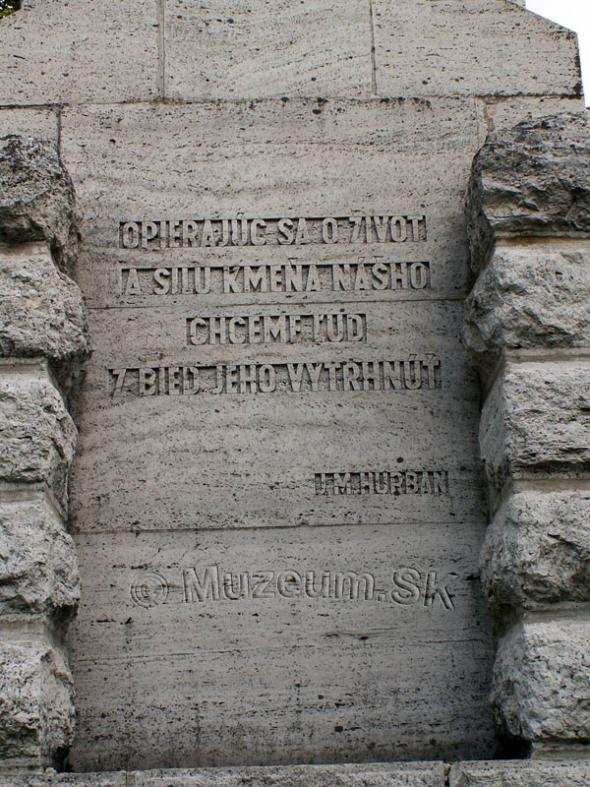 OPIERAJÚC SA O ŽIVOT
A SILU KMEŇA NÁŠHO
CHCEME ĽUD
Z BIED JEHO VYTRHNÚŤ
J.M. HURBAN
© Muzeum.Sk